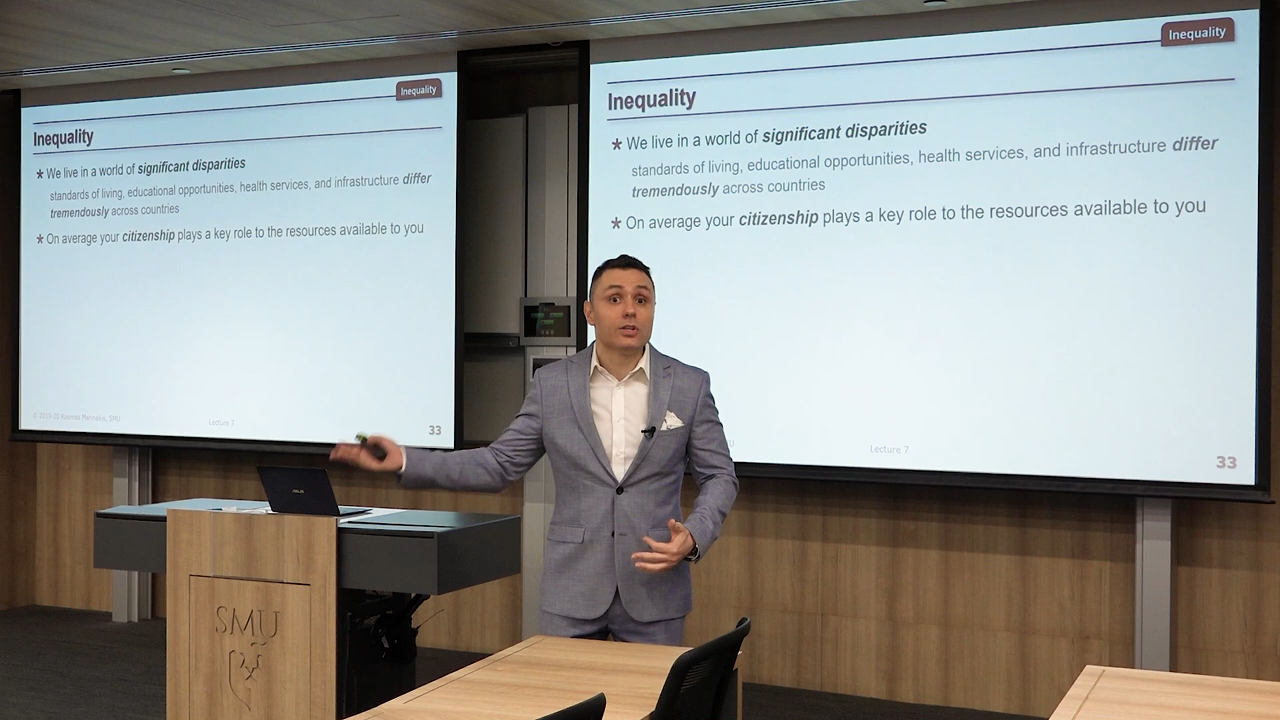 Inequality
Inequality
* We live in a world of significant disparities
standards of living, educational opportunities, health services, and infrastructure differ
tremendously across countries
* On average your citizenship plays a key role to the resources available to you
Lecture 7
33
Inequality
Inequality
* We live in a world of significant disparities
standards of living, educational opportunities, health services, and infrastructure differ
tremendously across countries
* On average your citizenship plays a key role to the resources available to you
Lecture 7
33
ASUS
SMU